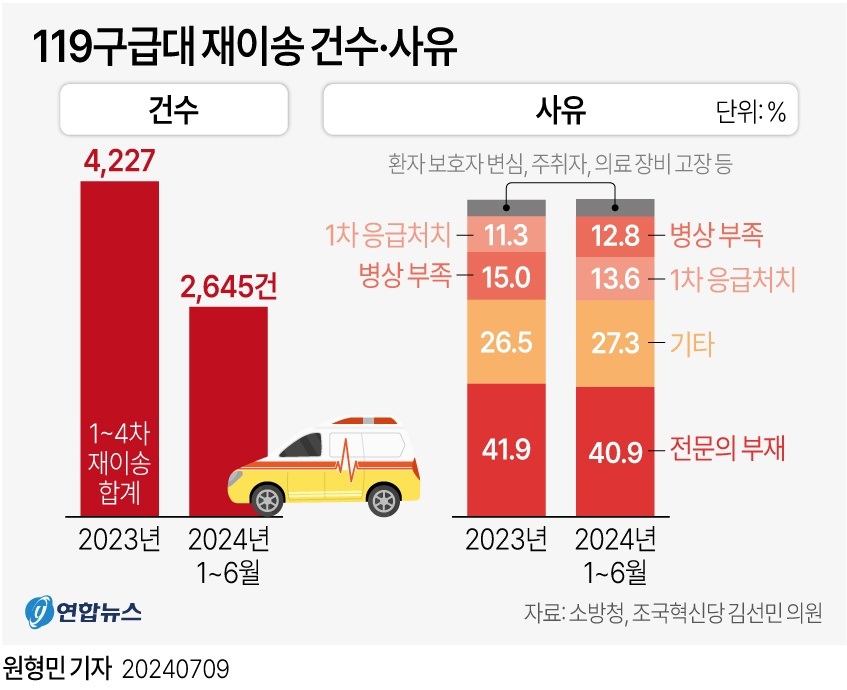 119구급대 재이송 건수·사유
건수
4,227
2,645건
1~4차
재이송
합계
2023년
2024년
1~6월
사유
단위: %
환자 보호자 변심, 주취자, 의료 장비 고장 등
1차 응급처치
11.3
12.8
병상 부족
병상 부족
15.0
13.6
1차 응급처치
26.5
27.3
기타
41.9
40.9
전문의 부재
2023년
2024년
1~6월
연합뉴스
자료: 소방청, 조국혁신당 김선민 의원
원형민 기자 20240709